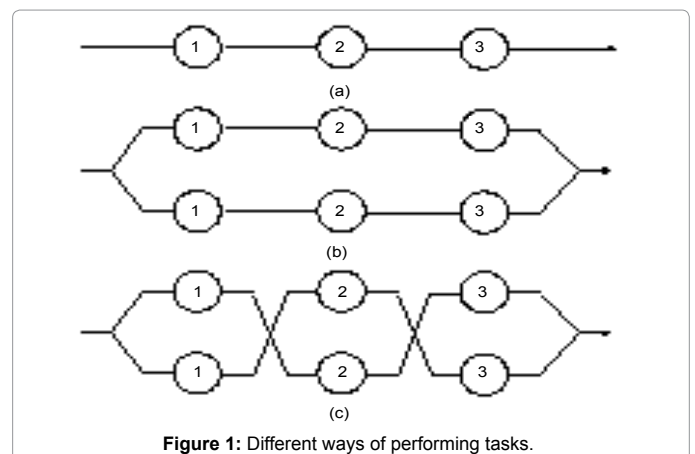 1 2 3
(a)
1 2 3
1 2 3
(b)
1 2 3
1 2 3
(c)
Figure 1: Different ways of performing tasks.